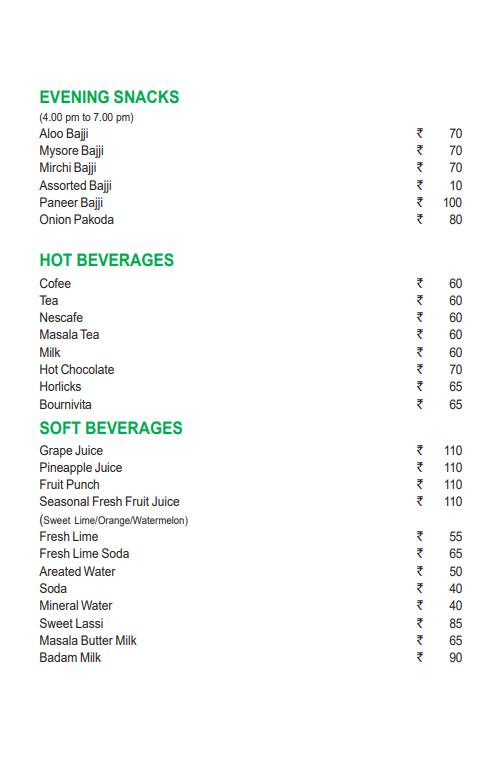 EVENING SNACKS
(4.00 pm to 7.00 pm)
Aloo Bajji ₹ 70
Mysore Bajji ₹ 70
Mirchi Bajji ₹ 70
Assorted Bajji ₹ 10
Paneer Bajji ₹ 100
Onion Pakoda ₹ 80
HOT BEVERAGES
Cofee ₹ 60
Tea ₹ 60
Nescafe ₹ 60
Masala Tea ₹ 60
Milk ₹ 60
Hot Chocolate ₹ 70
Horlicks ₹ 65
Bournivita ₹ 65
SOFT BEVERAGES
Grape Juice ₹ 110
Pineapple Juice ₹ 110
Fruit Punch ₹ 110
Seasonal Fresh Fruit Juice ₹ 110
(Sweet Lime/Orange/Watermelon)
Fresh Lime ₹ 55
Fresh Lime Soda ₹ 65
Areated Water ₹ 50
Soda ₹ 40
Mineral Water ₹ 40
Sweet Lassi ₹ 85
Masala Butter Milk ₹ 65
Badam Milk ₹ 90